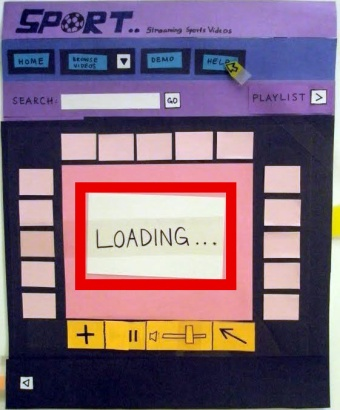 SPORT.. Streaming Sports Videos
HOME BROWSE VIDEOS DEMO HELP
SEARCH: GO PLAYLIST >
LOADING...
+